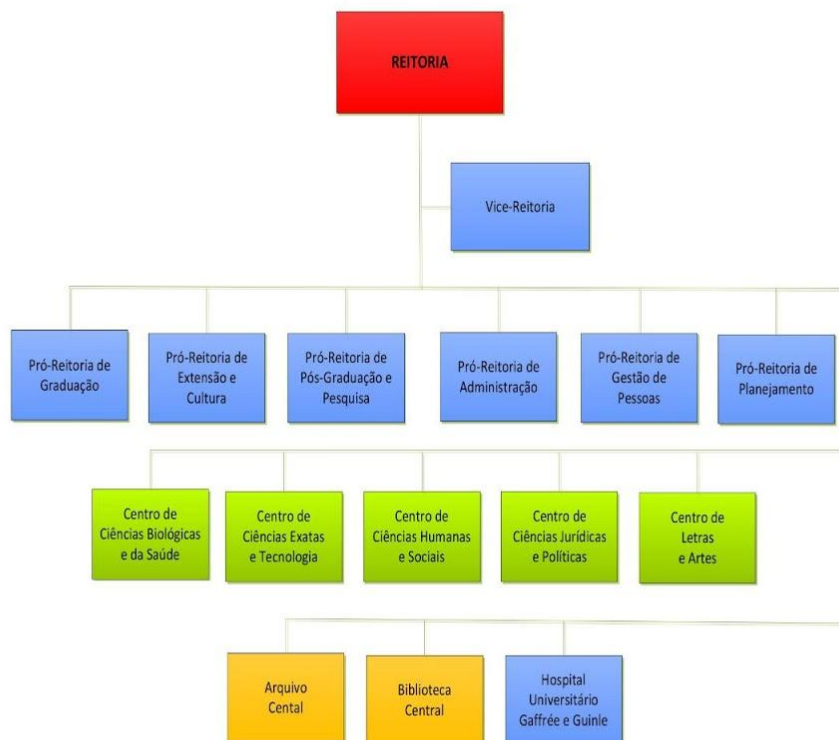 REITORIA
Vice-Reitoria
Pró-Reitoria de
Graduação
Pró-Reitoria de
Extensão e
Cultura
Pró-Reitoria de
Pós-Graduação e
Pesquisa
Pró-Reitoria de
Administração
Pró-Reitoria de
Gestão de
Pessoas
Pró-Reitoria de
Planejamento
Centro de
Ciências Biológicas
e da Saúde
Centro de
Ciências Exatas
e Tecnologia
Centro de
Ciências Humanas
e Sociais
Centro de
Ciências Jurídicas
e Políticas
Centro de
Letras
e Artes
Arquivo
Cental
Biblioteca
Central
Hospital
Universitário
Gaffrée e Guinle